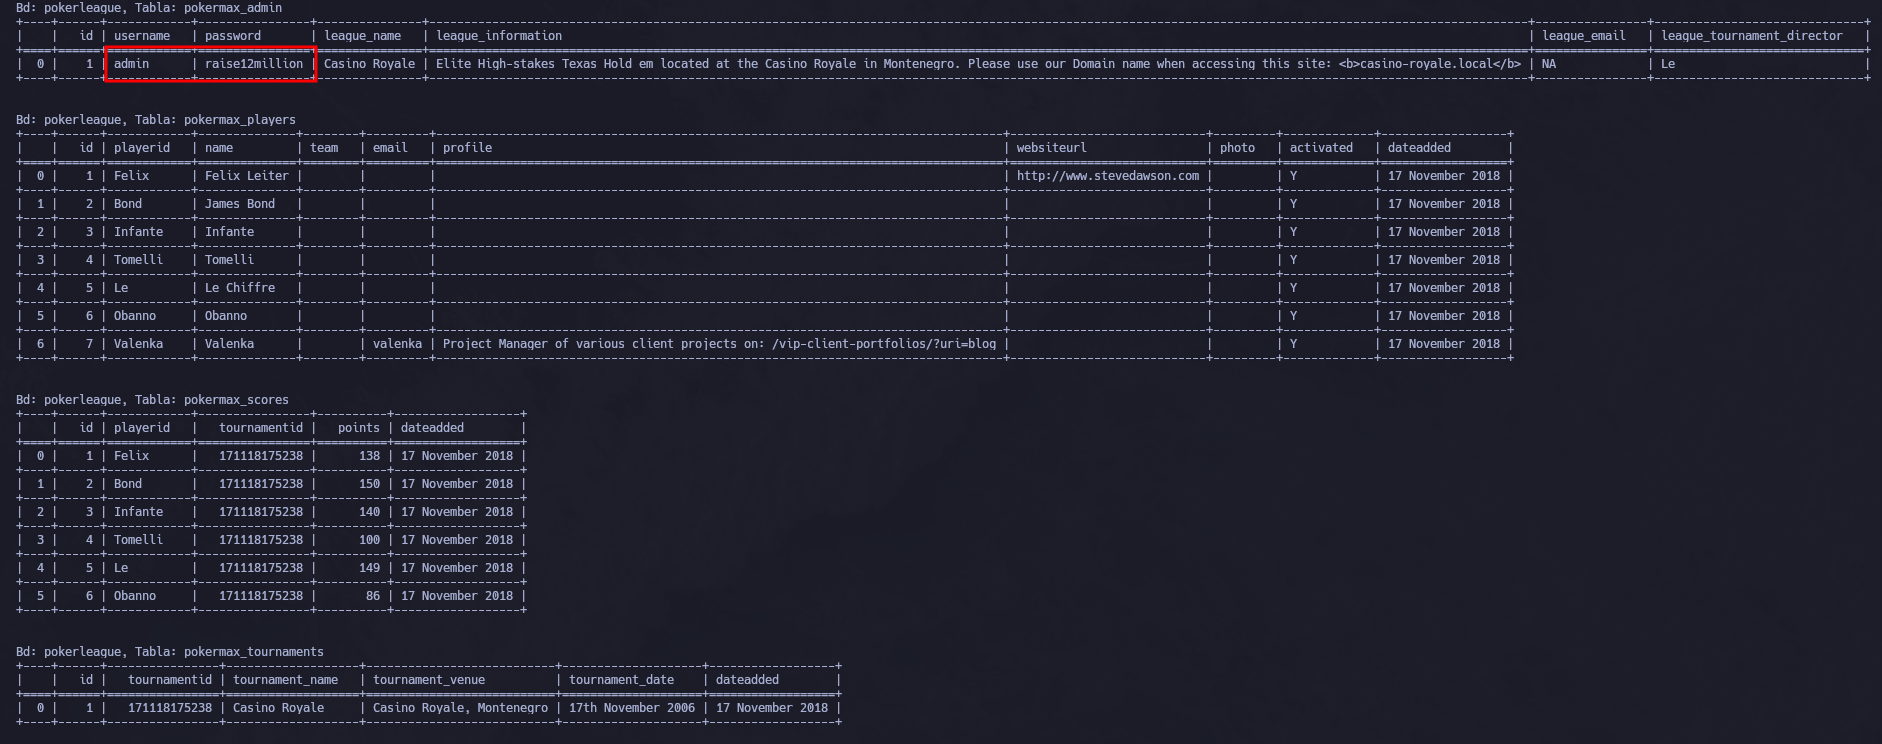 Bd: pokerleague, Tabla: pokermax_admin
+----+------+------------+----------------+---------------+-------------------------------------------------------------------------------------------------------------------------------------------------------------+----------------+------------------------------+
|    |   id | username   | password       | league_name   | league_information                                                                                                                                          | league_email   | league_tournament_director   |
+====+======+============+================+===============+=============================================================================================================================================================+================+==============================+
|  0 |    1 | admin      | raise12million | Casino Royale | Elite High-stakes Texas Hold em located at the Casino Royale in Montenegro. Please use our Domain name when accessing this site: <b>casino-royale.local</b> | NA             | Le                           |
+----+------+------------+----------------+---------------+-------------------------------------------------------------------------------------------------------------------------------------------------------------+----------------+------------------------------+
Bd: pokerleague, Tabla: pokermax_players
+----+------+------------+--------------+--------+---------+---------------------------------------------------------------------------------+----------------------------+---------+-------------+------------------+
|    |   id | playerid   | name         | team   | email   | profile                                                                         | websiteurl                 | photo   | activated   | dateadded        |
+====+======+============+==============+========+=========+=================================================================================+============================+=========+=============+==================+
|  0 |    1 | Felix      | Felix Leiter |        |         |                                                                                 | http://www.stevedawson.com |         | Y           | 17 November 2018 |
+----+------+------------+--------------+--------+---------+---------------------------------------------------------------------------------+----------------------------+---------+-------------+------------------+
|  1 |    2 | Bond       | James Bond   |        |         |                                                                                 |                            |         | Y           | 17 November 2018 |
+----+------+------------+--------------+--------+---------+---------------------------------------------------------------------------------+----------------------------+---------+-------------+------------------+
|  2 |    3 | Infante    | Infante      |        |         |                                                                                 |                            |         | Y           | 17 November 2018 |
+----+------+------------+--------------+--------+---------+---------------------------------------------------------------------------------+----------------------------+---------+-------------+------------------+
|  3 |    4 | Tomelli    | Tomelli      |        |         |                                                                                 |                            |         | Y           | 17 November 2018 |
+----+------+------------+--------------+--------+---------+---------------------------------------------------------------------------------+----------------------------+---------+-------------+------------------+
|  4 |    5 | Le         | Le Chiffre   |        |         |                                                                                 |                            |         | Y           | 17 November 2018 |
+----+------+------------+--------------+--------+---------+---------------------------------------------------------------------------------+----------------------------+---------+-------------+------------------+
|  5 |    6 | Obanno     | Obanno       |        |         |                                                                                 |                            |         | Y           | 17 November 2018 |
+----+------+------------+--------------+--------+---------+---------------------------------------------------------------------------------+----------------------------+---------+-------------+------------------+
|  6 |    7 | Valenka    | Valenka      |        | valenka | Project Manager of various client projects on: /vip-client-portfolios/?uri=blog |                            |         | Y           | 17 November 2018 |
+----+------+------------+--------------+--------+---------+---------------------------------------------------------------------------------+----------------------------+---------+-------------+------------------+
Bd: pokerleague, Tabla: pokermax_scores
+----+------+------------+----------------+----------+------------------+
|    |   id | playerid   |   tournamentid |   points | dateadded        |
+====+======+============+================+==========+==================+
|  0 |    1 | Felix      |   171118175238 |      138 | 17 November 2018 |
+----+------+------------+----------------+----------+------------------+
|  1 |    2 | Bond       |   171118175238 |      150 | 17 November 2018 |
+----+------+------------+----------------+----------+------------------+
|  2 |    3 | Infante    |   171118175238 |      140 | 17 November 2018 |
+----+------+------------+----------------+----------+------------------+
|  3 |    4 | Tomelli    |   171118175238 |      100 | 17 November 2018 |
+----+------+------------+----------------+----------+------------------+
|  4 |    5 | Le         |   171118175238 |      149 | 17 November 2018 |
+----+------+------------+----------------+----------+------------------+
|  5 |    6 | Obanno     |   171118175238 |       86 | 17 November 2018 |
+----+------+------------+----------------+----------+------------------+
Bd: pokerleague, Tabla: pokermax_tournaments
+----+------+----------------+-------------------+---------------------------+--------------------+------------------+
|    |   id |   tournamentid | tournament_name   | tournament_venue          | tournament_date    | dateadded        |
+====+======+================+===================+===========================+====================+==================+
|  0 |    1 |   171118175238 | Casino Royale     | Casino Royale, Montenegro | 17th November 2006 | 17 November 2018 |
+----+------+----------------+-------------------+---------------------------+--------------------+------------------+